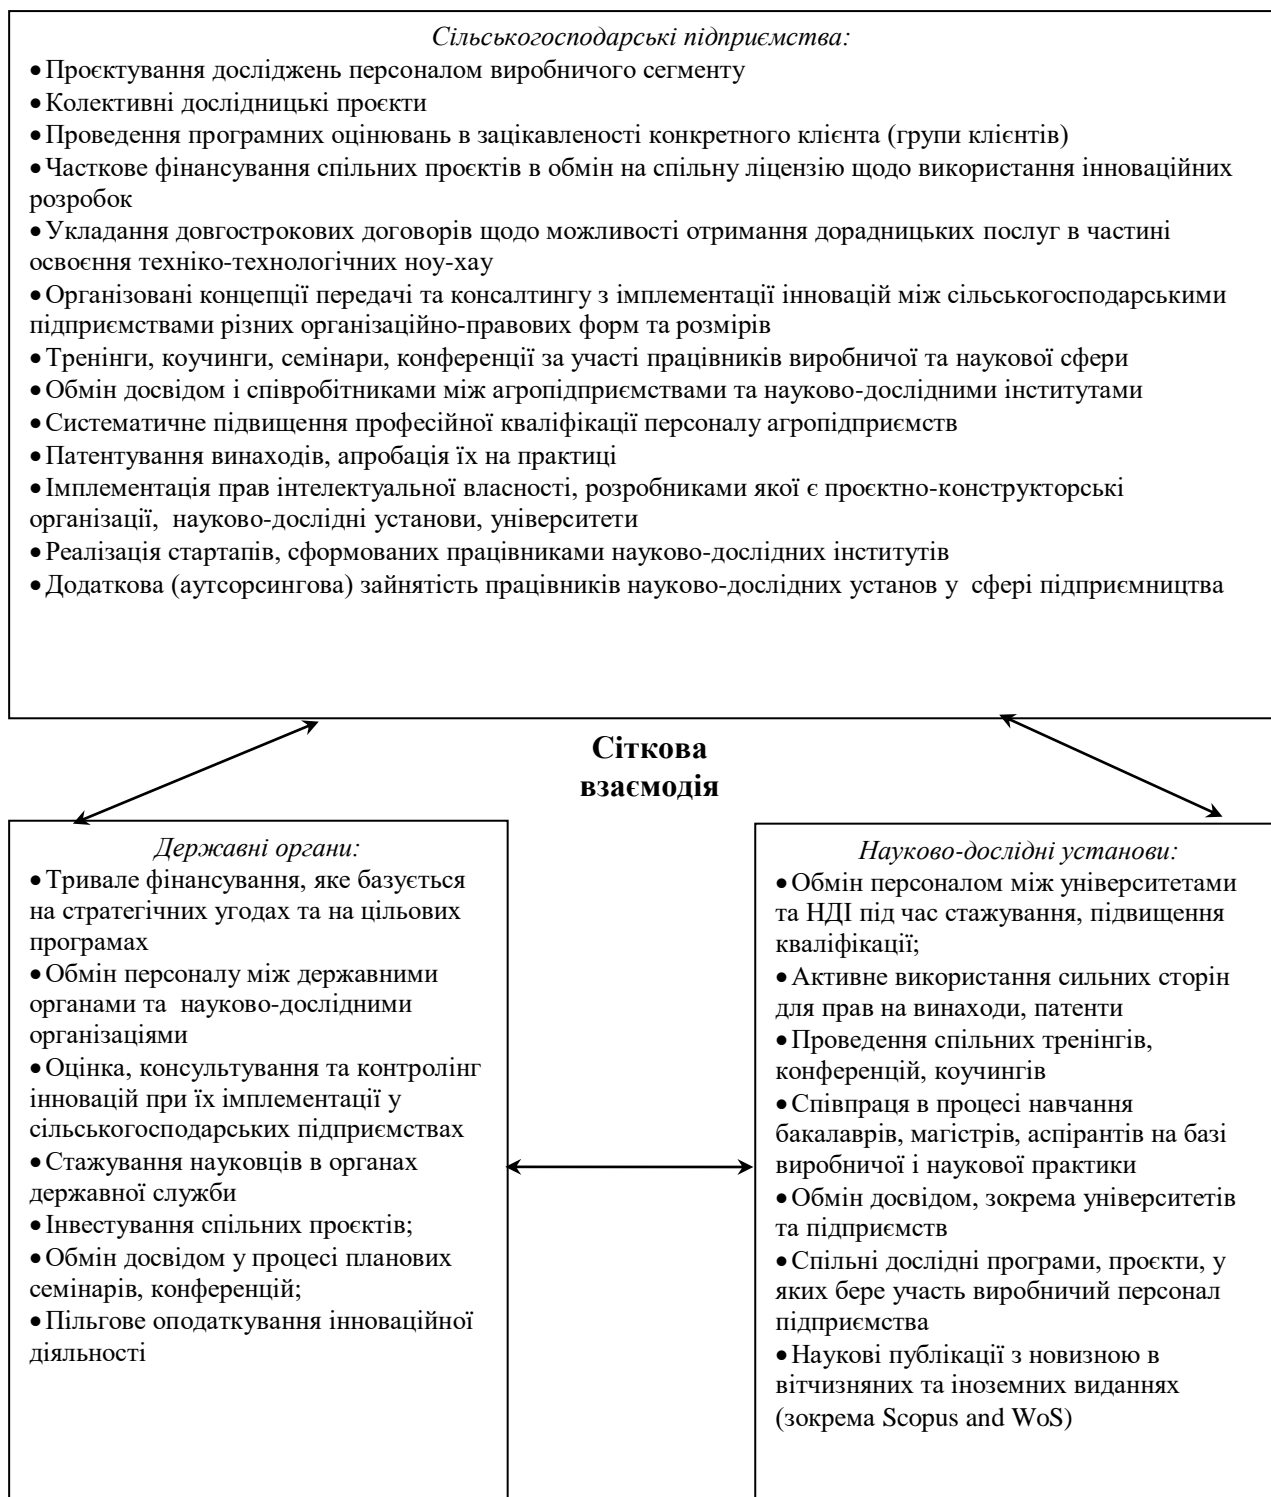 Сільськогосподарські підприємства:
• Проєктування досліджень персоналом виробничого сегменту
• Колективні дослідницькі проєкти
• Проведення програмних оцінювань в зацікавленості конкретного клієнта (групи клієнтів)
• Часткове фінансування спільних проєктів в обмін на спільну ліцензію щодо використання інноваційних
розробок
• Укладання довгострокових договорів щодо можливості отримання дорадницьких послуг в частині
освоєння техніко-технологічних ноу-хау
• Організовані концепції передачі та консалтингу з імплементації інновацій між сільськогосподарськими
підприємствами різних організаційно-правових форм та розмірів
• Тренінги, коучинги, семінари, конференції за участі працівників виробничої та наукової сфери
• Обмін досвідом і співробітниками між агропідприємствами та науково-дослідними інститутами
• Систематичне підвищення професійної кваліфікації персоналу агропідприємств
• Патентування винаходів, апробація їх на практиці
• Імплементація прав інтелектуальної власності, розробниками якої є проєктно-конструкторські
організації, науково-дослідні установи, університети
• Реалізація стартапів, сформованих працівниками науково-дослідних інститутів
• Додаткова (аутсорсингова) зайнятість працівників науково-дослідних установ у сфері підприємництва
Сіткова
взаємодія
Державні органи:
• Тривале фінансування, яке базується
на стратегічних угодах та на цільових
програмах
• Обмін персоналу між державними
органами та науково-дослідними
організаціями
• Оцінка, консультування та контролінг
інновацій при їх імплементації у
сільськогосподарських підприємствах
• Стажування науковців в органах
державної служби
• Інвестування спільних проєктів;
• Обмін досвідом у процесі планових
семінарів, конференцій;
• Пільгове оподаткування інноваційної
діяльності
Науково-дослідні установи:
• Обмін персоналом між університетами
та НДІ під час стажування, підвищення
кваліфікації;
• Активне використання сильних сторін
для прав на винаходи, патенти
• Проведення спільних тренінгів,
конференцій, коучингів
• Співпраця в процесі навчання
бакалаврів, магістрів, аспірантів на базі
виробничої і наукової практики
• Обмін досвідом, зокрема університетів
та підприємств
• Спільні дослідні програми, проєкти, у
яких бере участь виробничий персонал
підприємства
• Наукові публікації з новизною в
вітчизняних та іноземних виданнях
(зокрема Scopus and WoS)